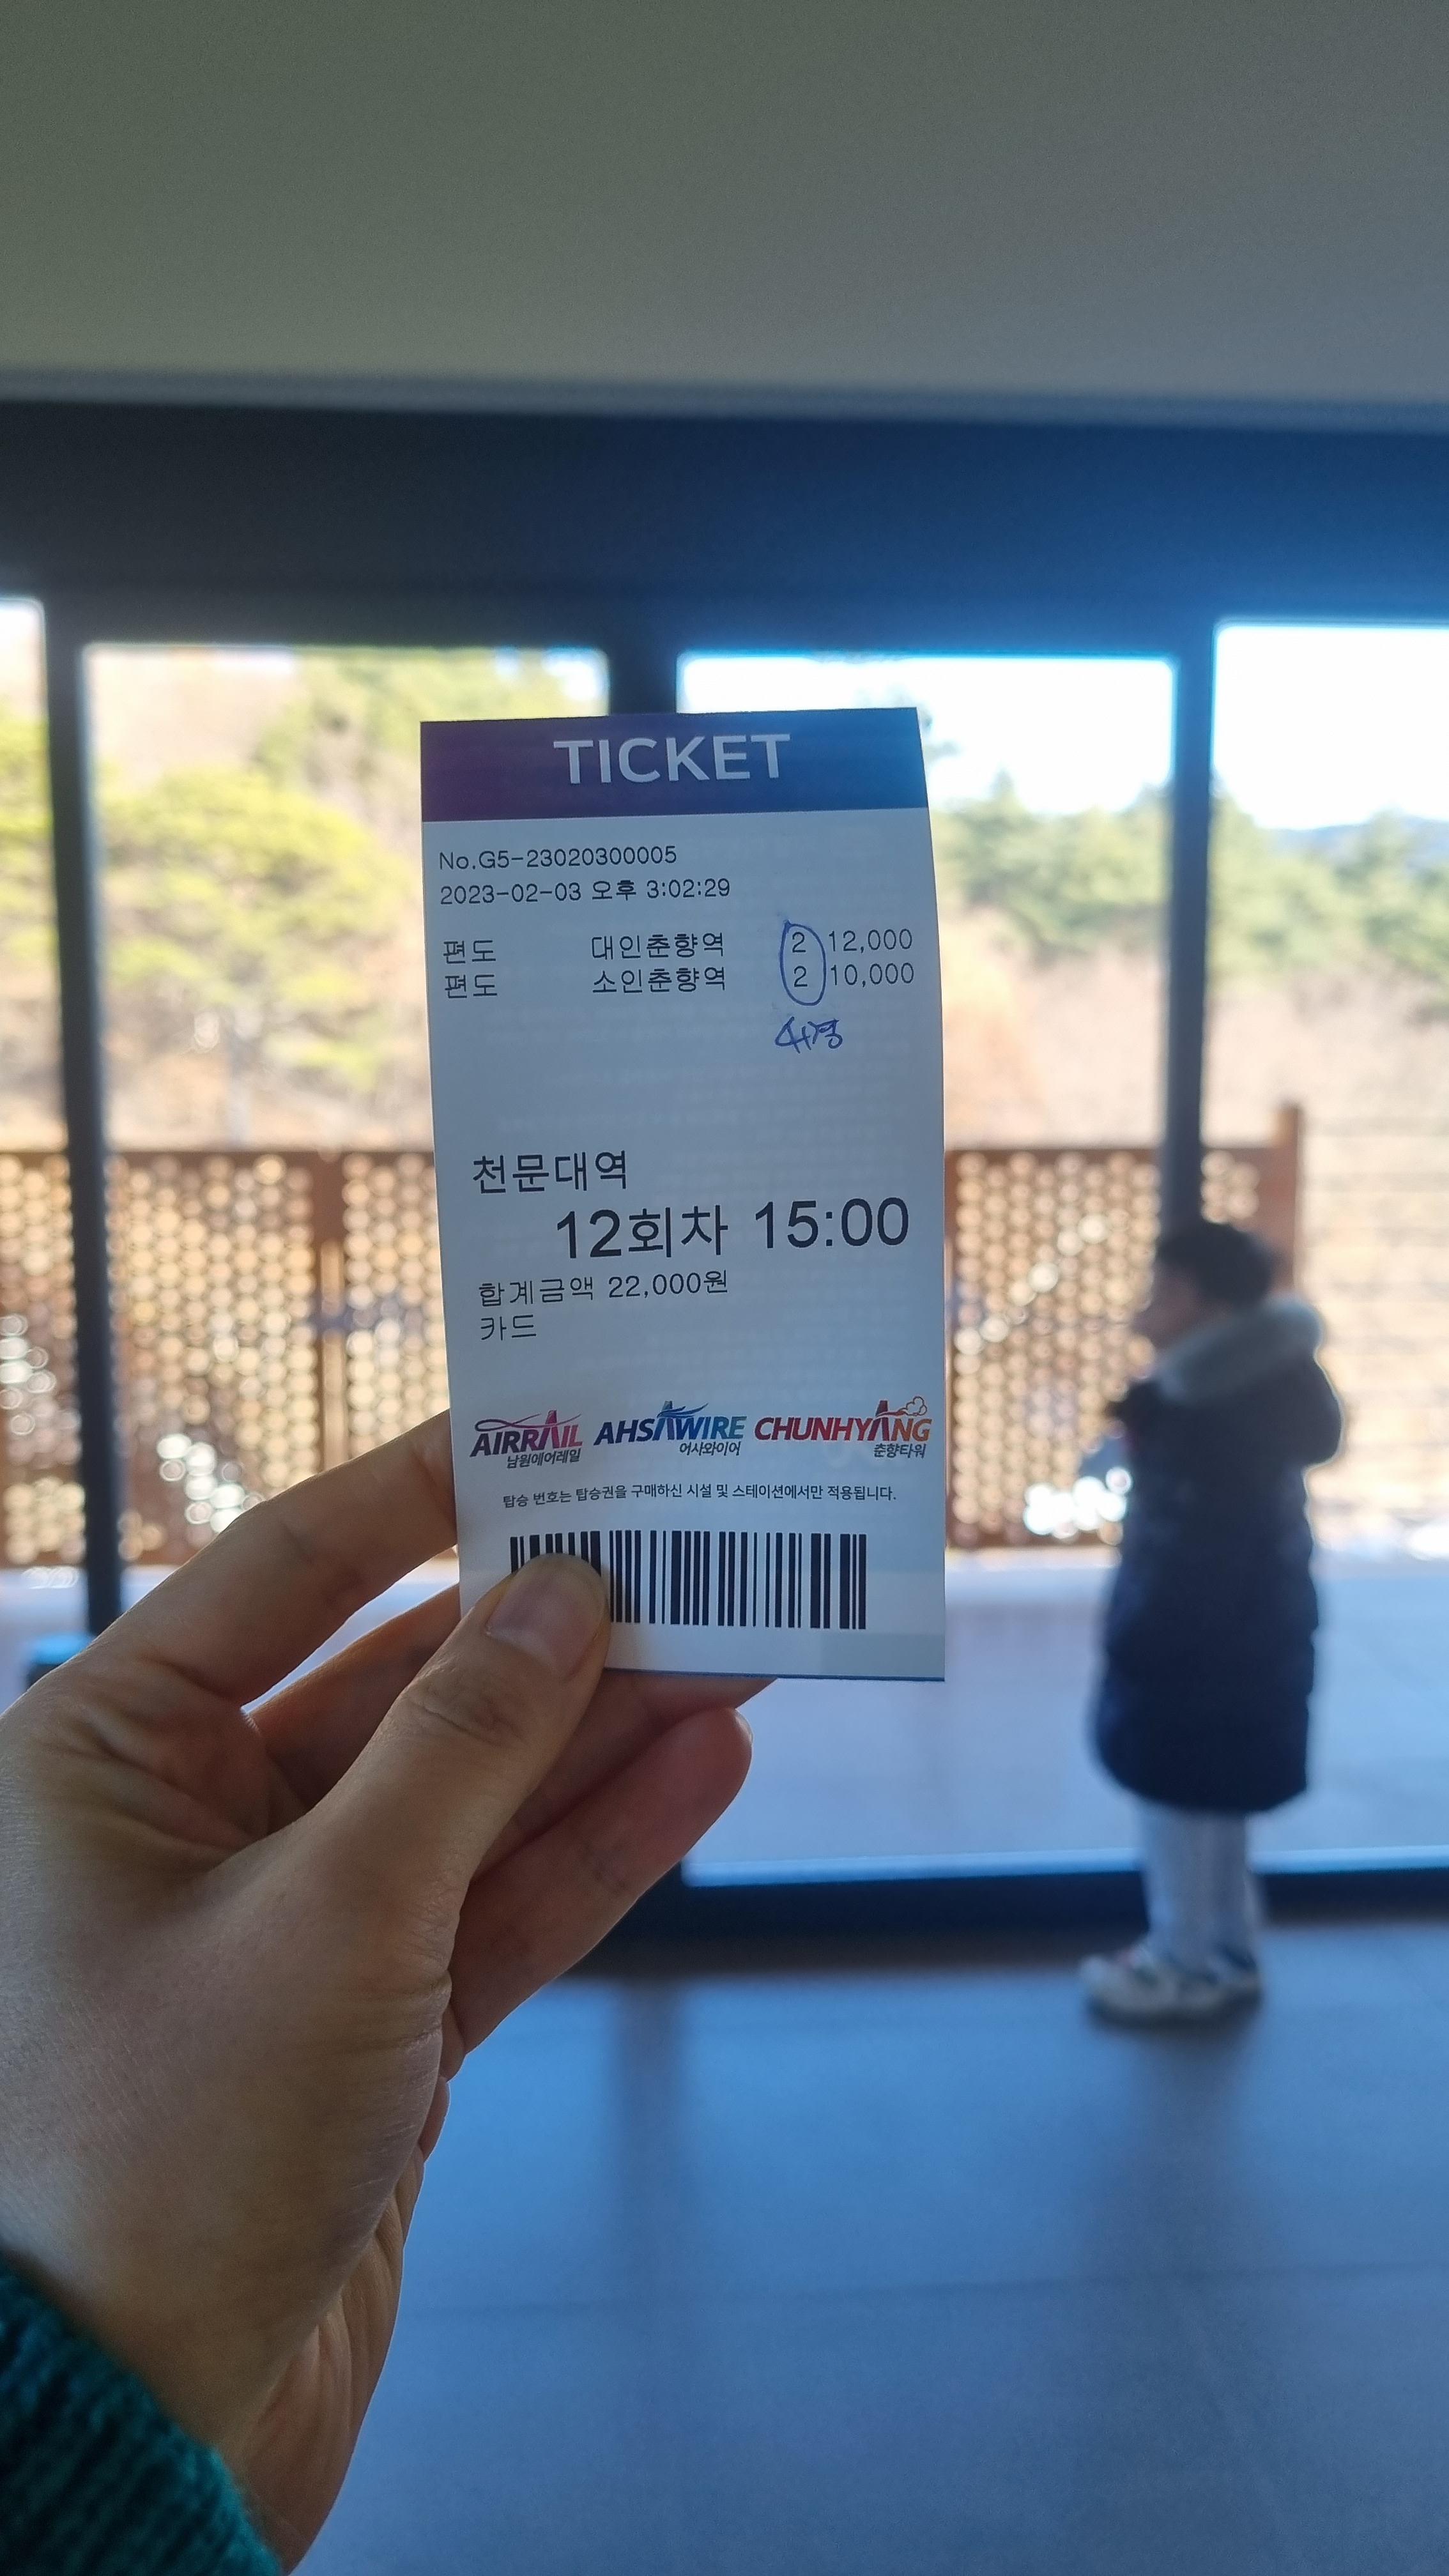 TICKET
No.G5-23020300005
2023-02-03 오후 3:02:29
편도 대인춘향역 2 12,000
편도 소인춘향역 2 10,000
천문대역
12회차 15:00
합계금액 22,000원
카드
AIRRAIL AHSAWIRE CHUNHYANG
남원에어레일 어사와이어 춘향타워
탑승 번호는 탑승권을 구매하신 시설 및 스테이션에서만 적용됩니다.